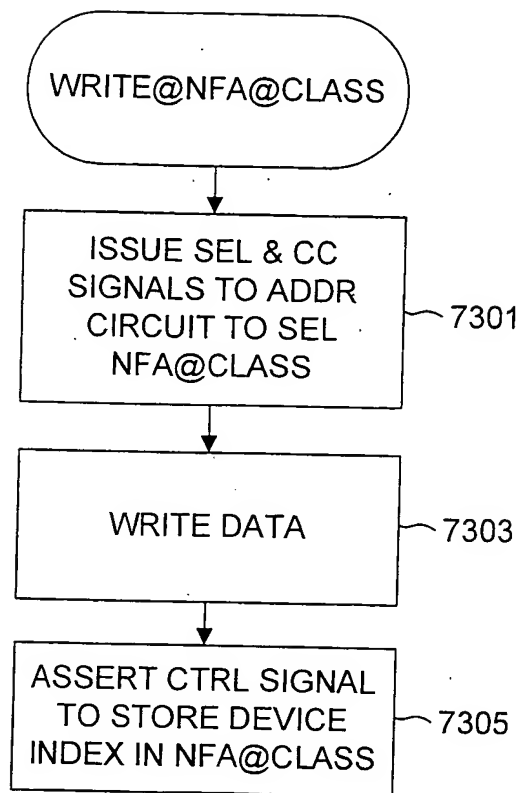 WRITE@NFA@CLASS
ISSUE SEL & CC
SIGNALS TO ADDR
CIRCUIT TO SEL
NFA@CLASS
7301
WRITE DATA
7303
ASSERT CTRL SIGNAL
TO STORE DEVICE
INDEX IN NFA@CLASS
7305